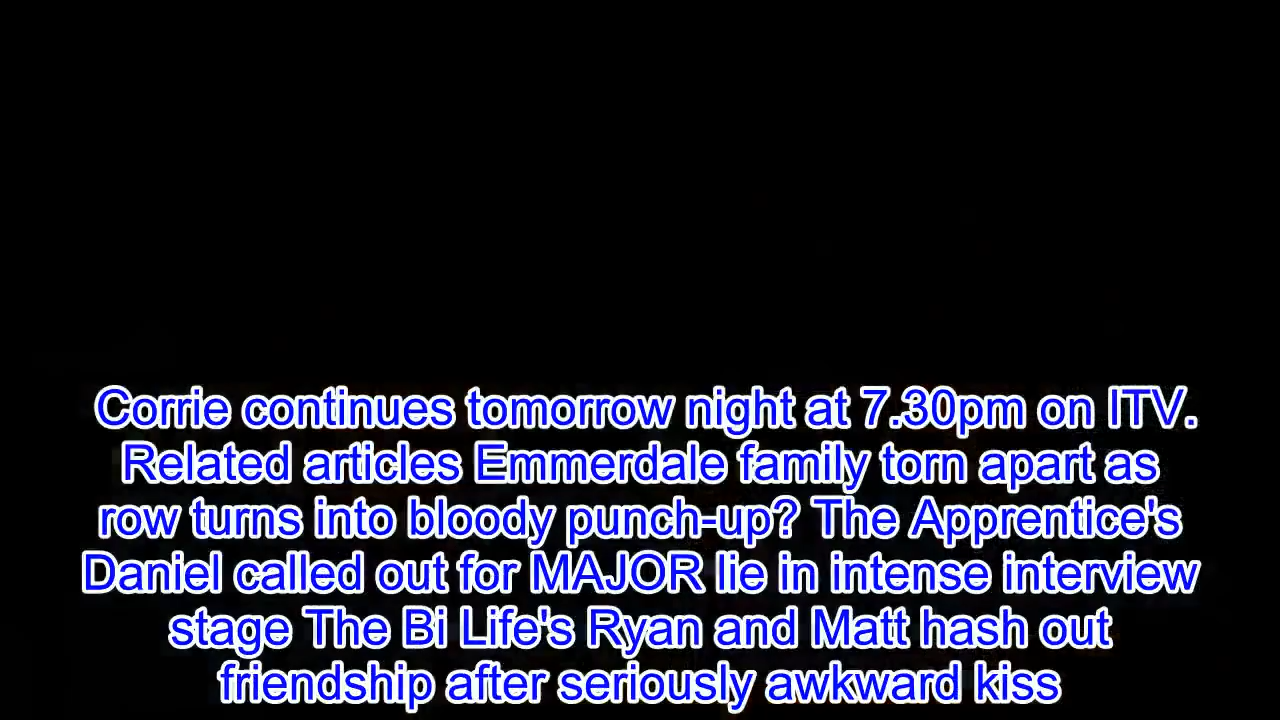 Corrie continues tomorrow night at 7.30pm on ITV.
Related articles Emmerdale family torn apart as
row turns into bloody punch-up? The Apprentice's
Daniel called out for MAJOR lie in intense interview
stage The Bi Life's Ryan and Matt hash out
friendship after seriously awkward kiss